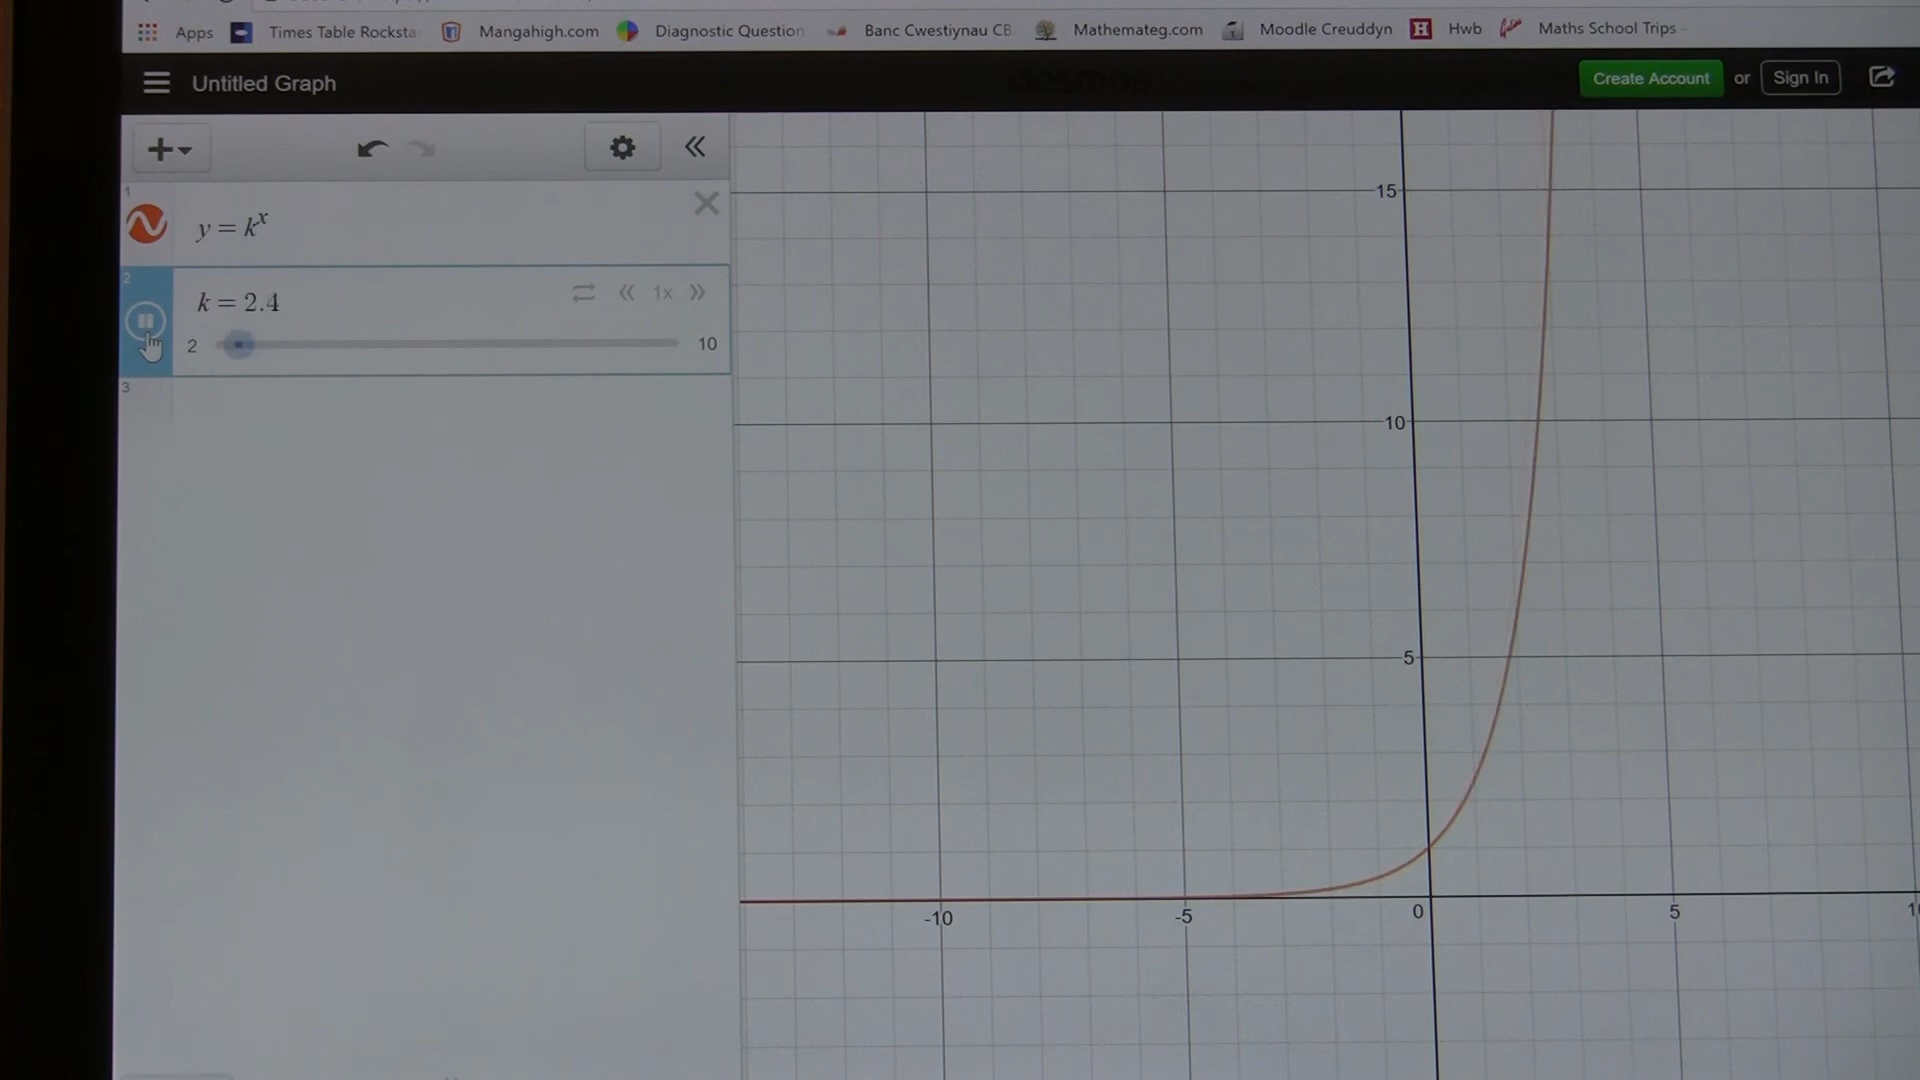 Apps Times Table Rocksta Mangahigh.com Diagnostic Question Banc Cwestiynau CB Mathemateg.com Moodle Creuddyn Hwb Maths School Trips
Untitled Graph desmos Create Account or Sign In
1
y = k^x
2
k = 2.4 1x
2 10
3
15
10
5
-10 -5 0 5